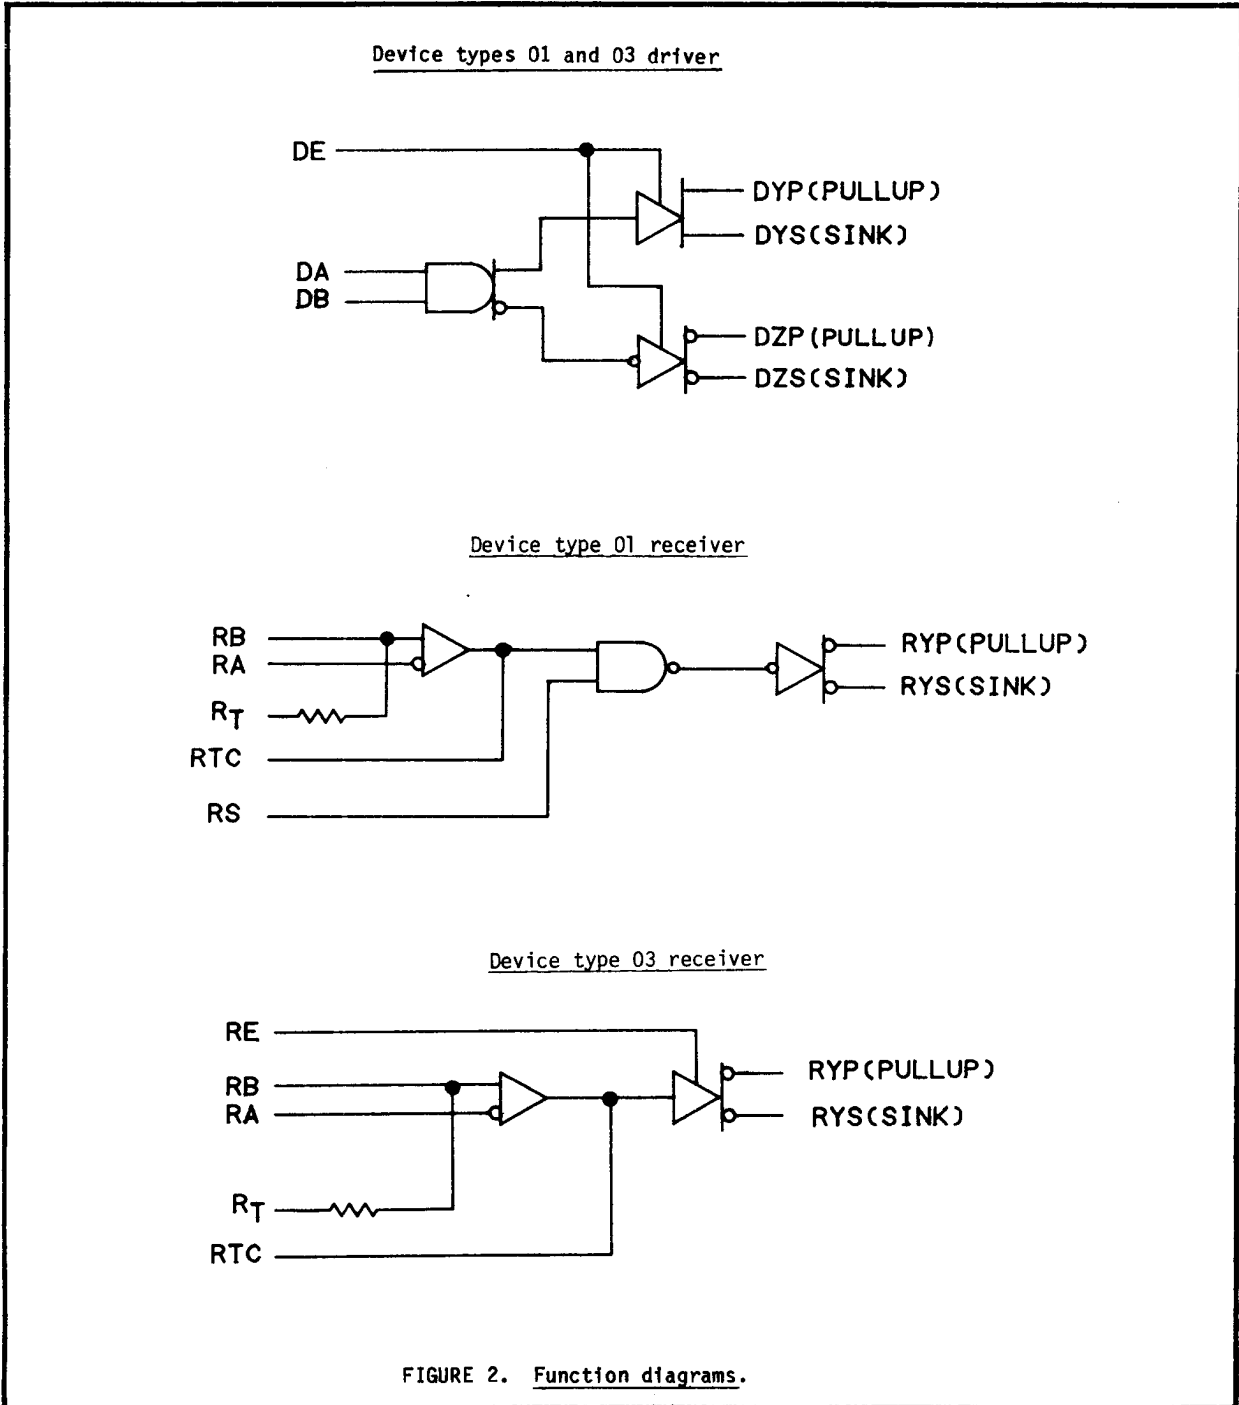 Device types 01 and 03 driver
DE
DYP(PULLUP)
DYS(SINK)
DA
DB
DZP(PULLUP)
DZS(SINK)
Device type 01 receiver
RB
RA
RT
RTC
RS
RYP(PULLUP)
RYS(SINK)
Device type 03 receiver
RE
RB
RA
RT
RTC
RYP(PULLUP)
RYS(SINK)
FIGURE 2. Function diagrams.